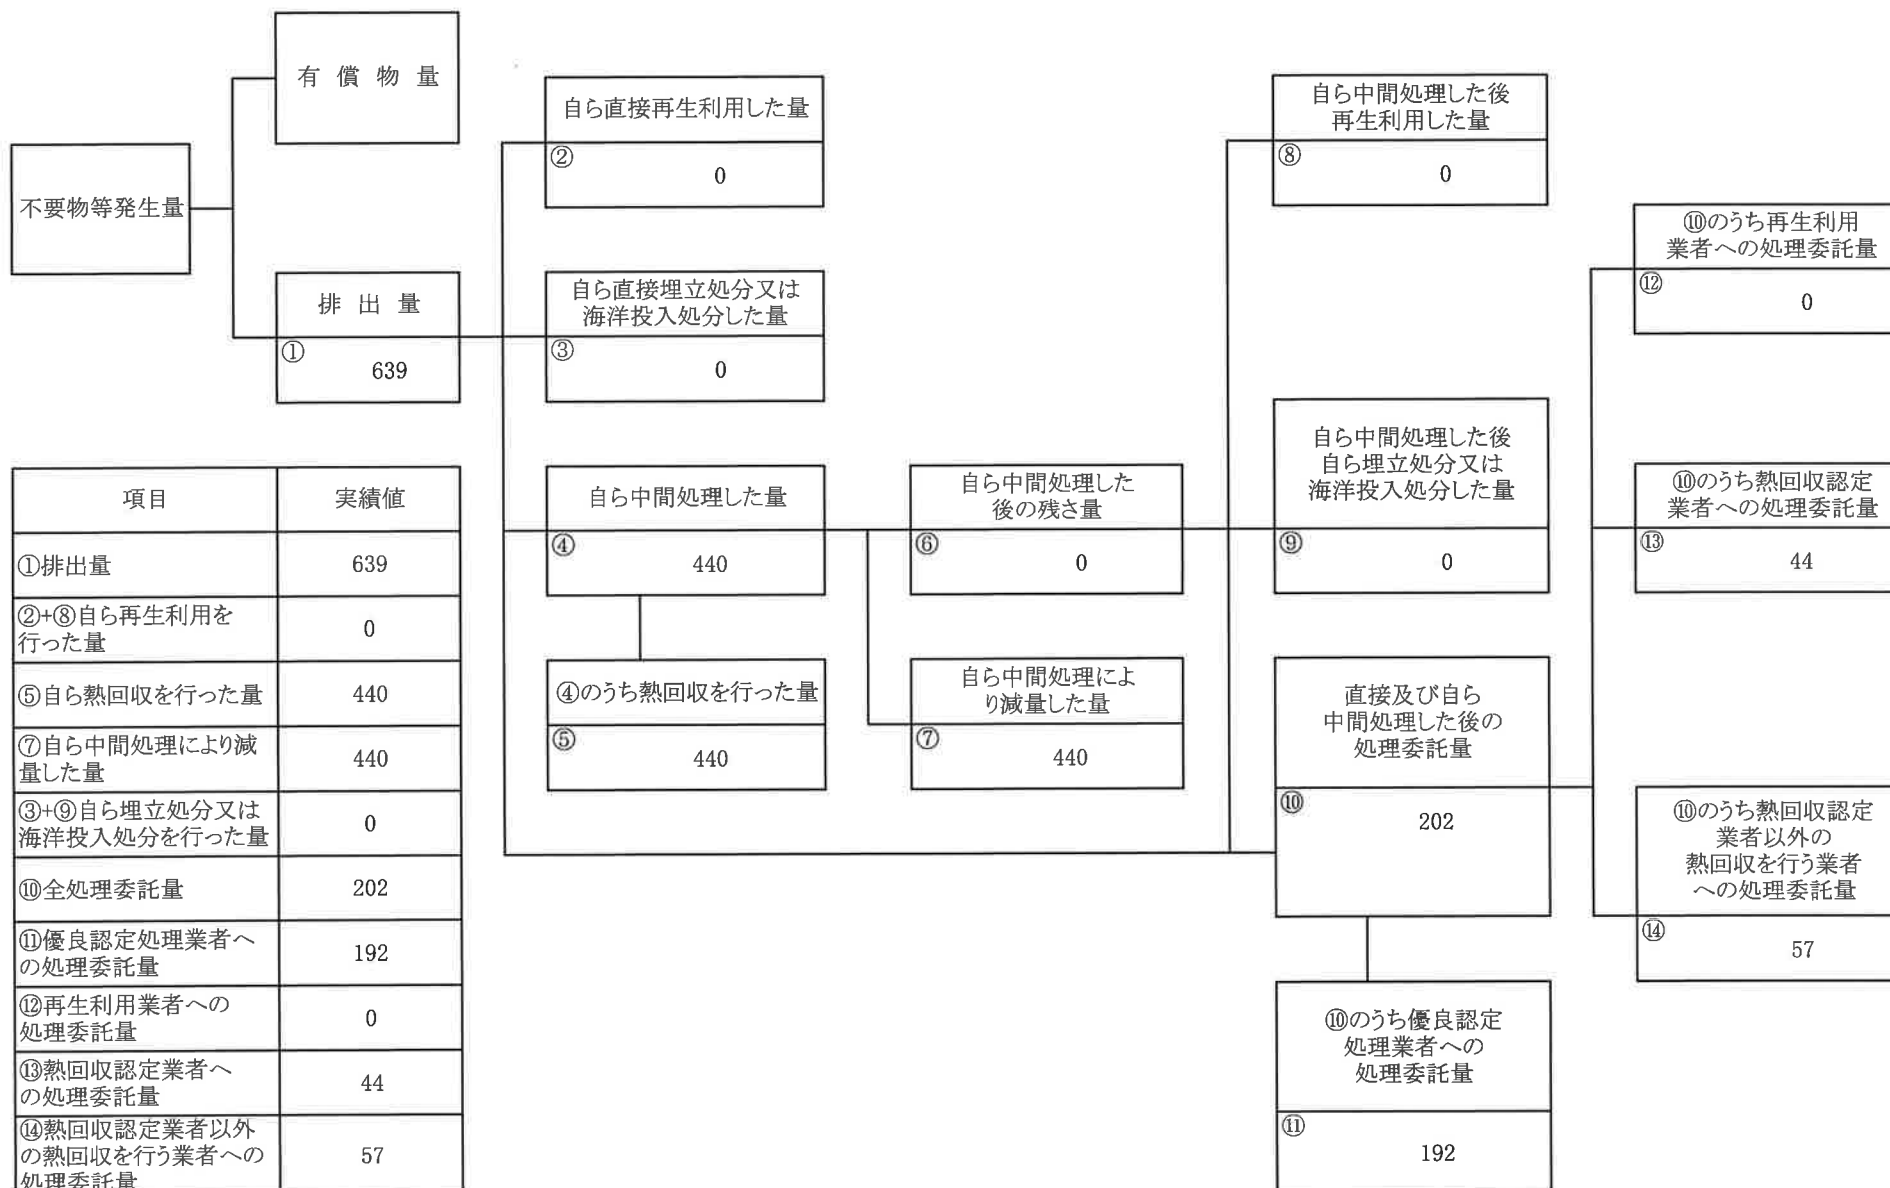 有 償 物 量
不要物等発生量
排 出 量
①
639
自ら直接再生利用した量
②
0
自ら直接埋立処分又は
海洋投入処分した量
③
0
自ら中間処理した量
④
440
④のうち熱回収を行った量
⑤
440
自ら中間処理した
後の残さ量
⑥
0
自ら中間処理によ
り減量した量
⑦
440
自ら中間処理した後
再生利用した量
⑧
0
自ら中間処理した後
自ら埋立処分又は
海洋投入処分した量
⑨
0
直接及び自ら
中間処理した後の
処理委託量
⑩
202
⑩のうち優良認定
処理業者への
処理委託量
⑪
192
⑩のうち再生利用
業者への処理委託量
⑫
0
⑩のうち熱回収認定
業者への処理委託量
⑬
44
⑩のうち熱回収認定
業者以外の
熱回収を行う業者
への処理委託量
⑭
57
項目 実績値
①排出量 639
②+⑧自ら再生利用を
行った量 0
⑤自ら熱回収を行った量 440
⑦自ら中間処理により減
量した量 440
③+⑨自ら埋立処分又は
海洋投入処分を行った量 0
⑩全処理委託量 202
⑪優良認定処理業者へ
の処理委託量 192
⑫再生利用業者への
処理委託量 0
⑬熱回収認定業者へ
の処理委託量 44
⑭熱回収認定業者以外
の熱回収を行う業者への
処理委託量 57